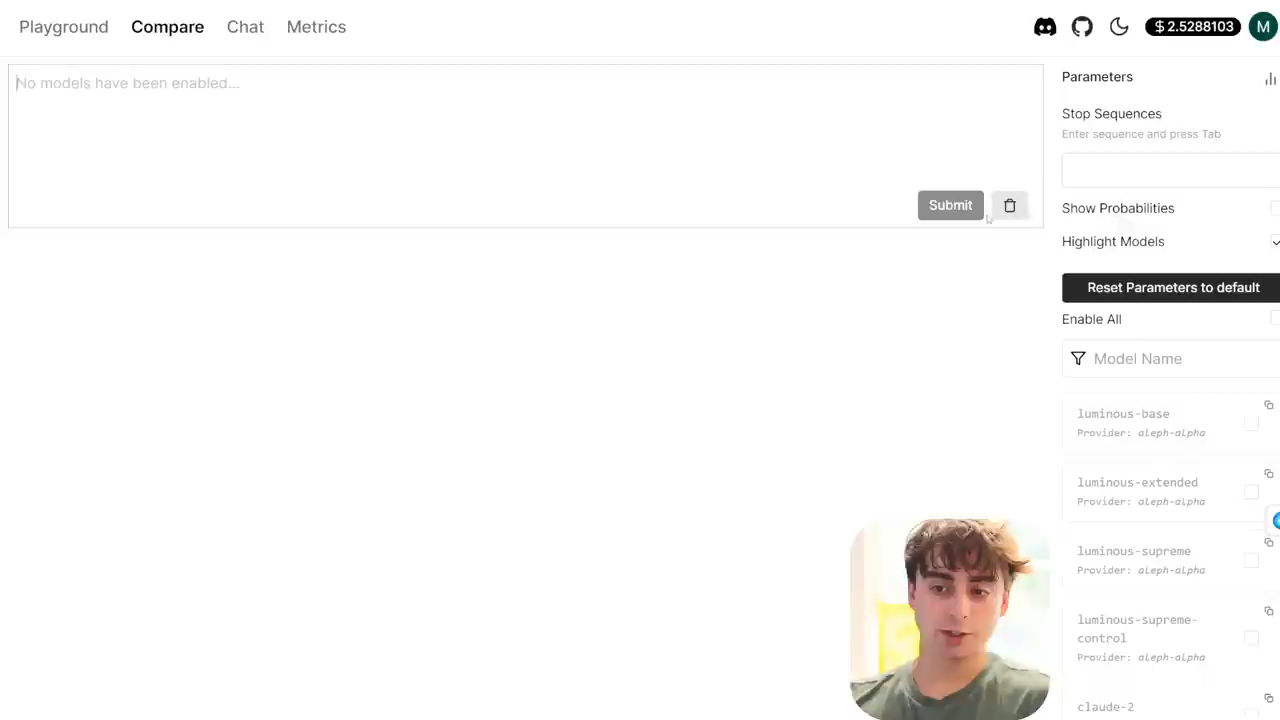 Playground Compare Chat Metrics
$ 2.5288103 M
No models have been enabled...
Submit
Parameters
Stop Sequences
Enter sequence and press Tab
Show Probabilities
Highlight Models
Reset Parameters to default
Enable All
Model Name
luminous-base
Provider: aleph-alpha
luminous-extended
Provider: aleph-alpha
luminous-supreme
Provider: aleph-alpha
luminous-supreme-
control
Provider: aleph-alpha
claude-2